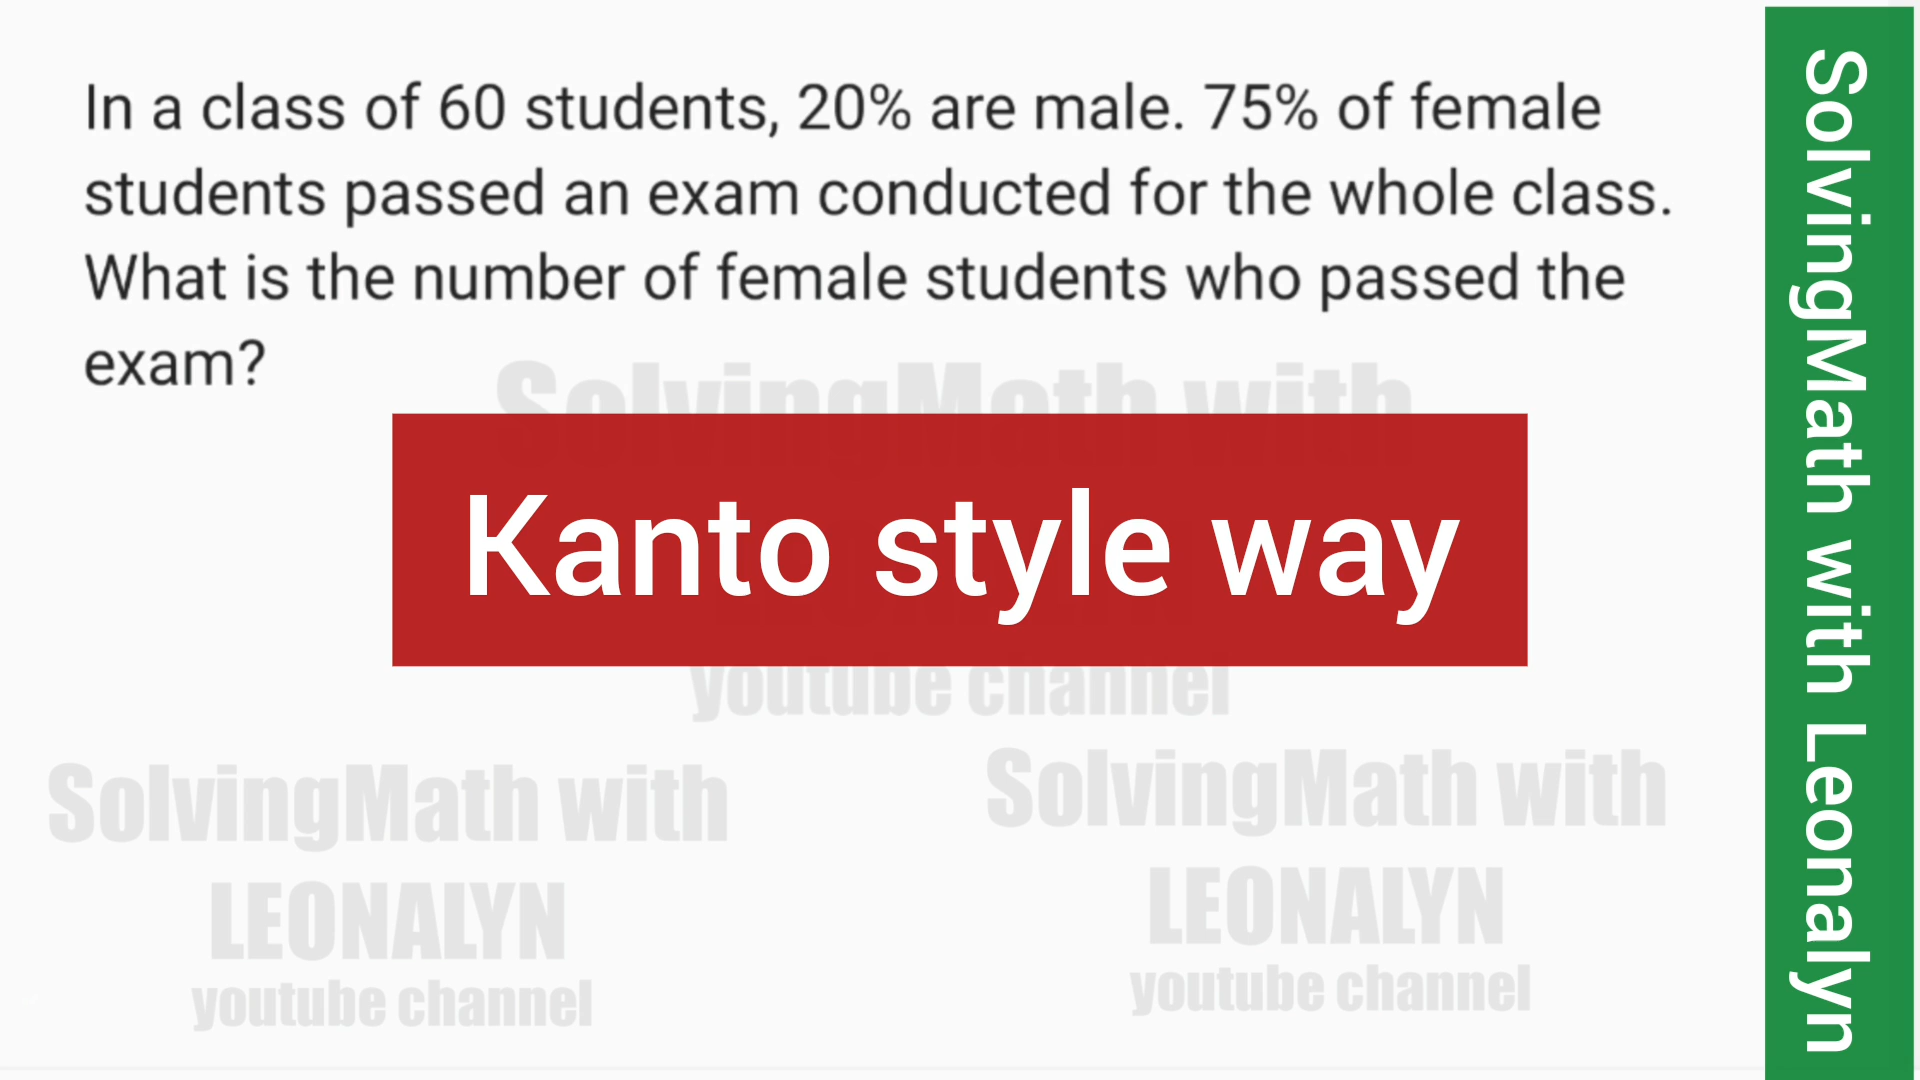 In a class of 60 students, 20% are male. 75% of female
students passed an exam conducted for the whole class.
What is the number of female students who passed the
exam?
SolvingMath with
Kanto style way
youtube channel
SolvingMath with
LEONALYN
youtube channel
SolvingMath with
LEONALYN
youtube channel
SolvingMath with Leonalyn